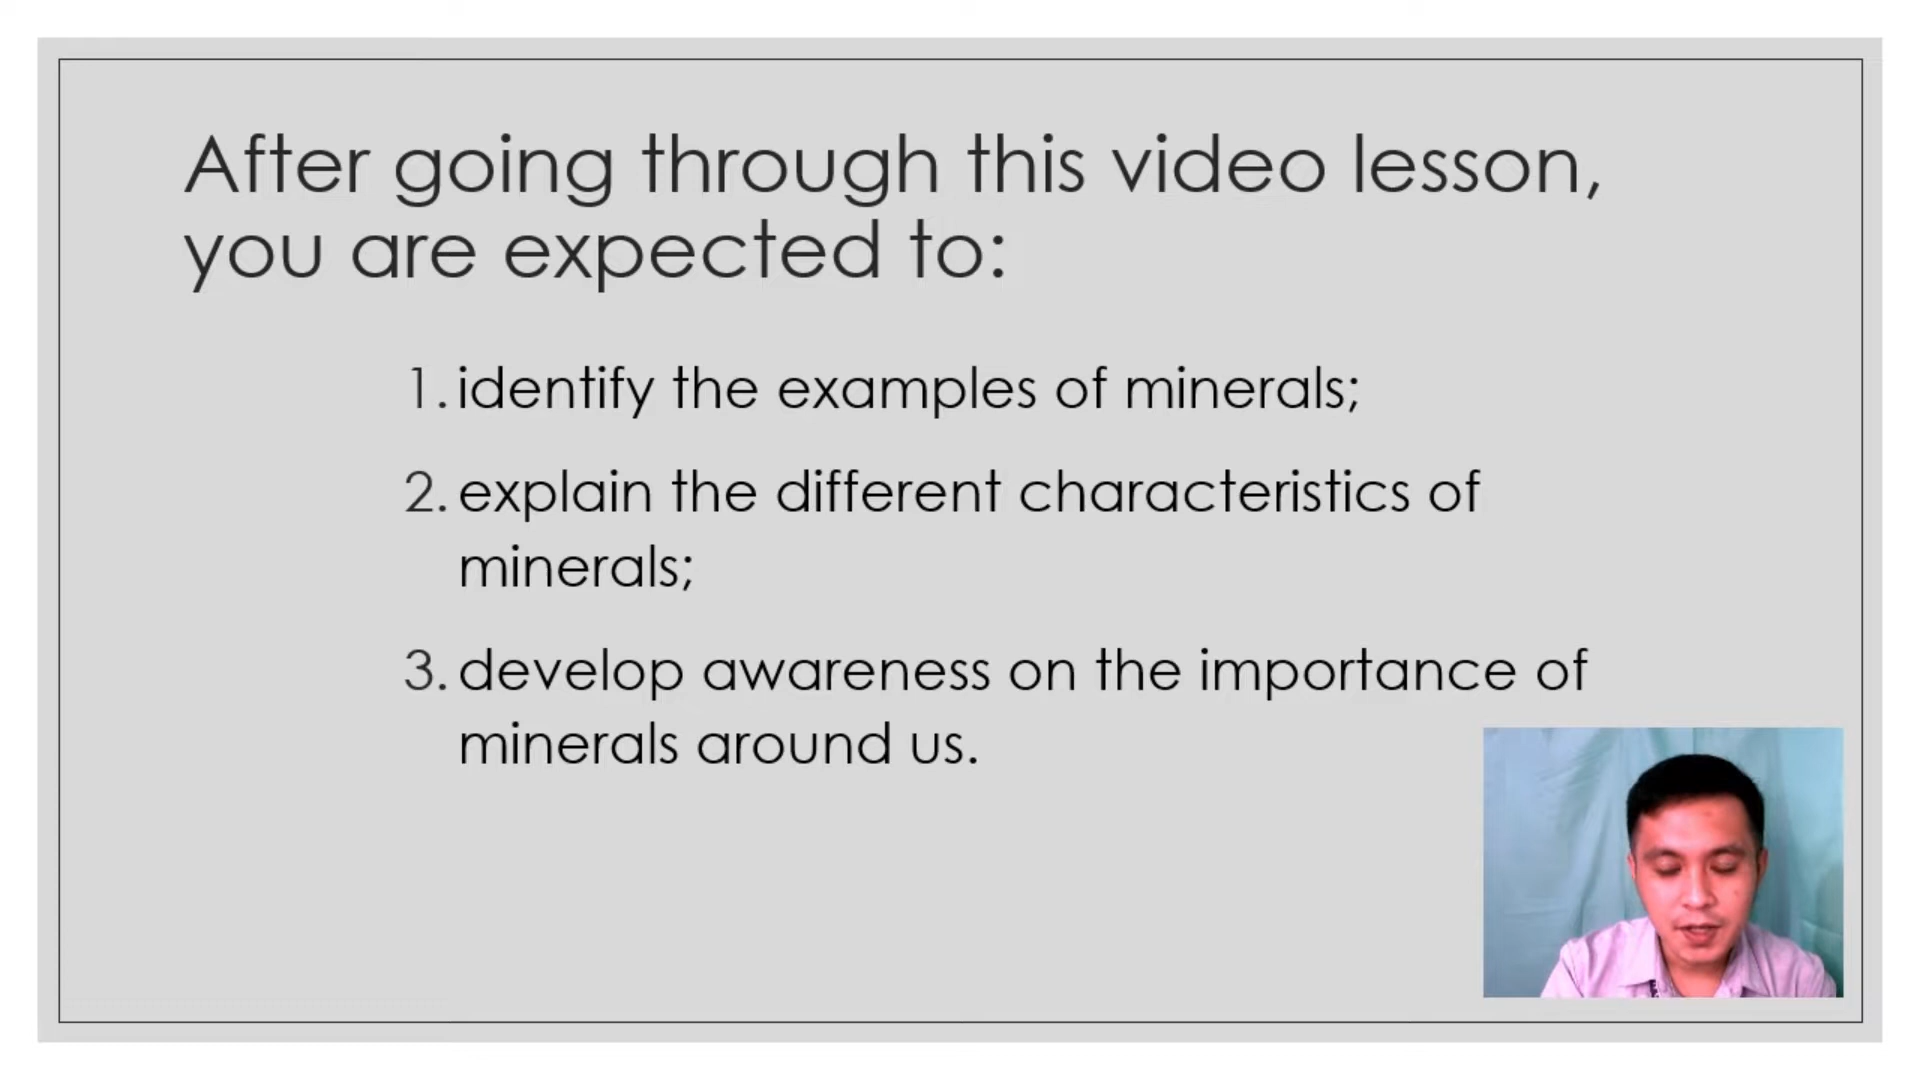 After going through this video lesson,
you are expected to:
1. identify the examples of minerals;
2. explain the different characteristics of
minerals;
3. develop awareness on the importance of
minerals around us.